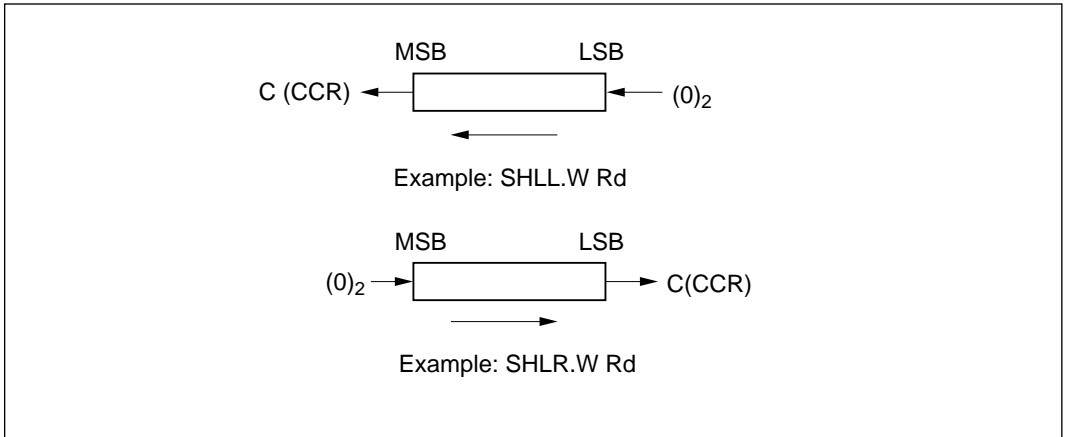 MSB LSB
C (CCR) (0)2
Example: SHLL.W Rd
MSB LSB
(0)2 C(CCR)
Example: SHLR.W Rd